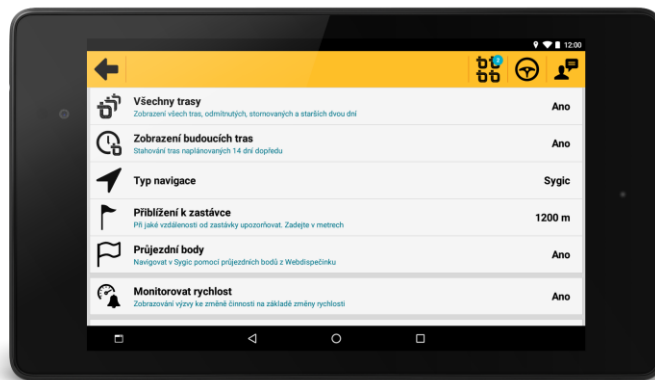 12:00
Všechny trasy
Zobrazení všech tras, odmítnutých, stornovaných a starších dvou dní
Ano
Zobrazení budoucích tras
Stahování tras naplánovaných 14 dní dopředu
Ano
Typ navigace
Sygic
Přiblížení k zastávce
Při jaké vzdálenosti od zastávky upozorňovat. Zadejte v metrech
1200 m
Průjezdní body
Navigovat v Sygic pomocí průjezdních bodů z Webdispečinku
Ano
Monitorovat rychlost
Zobrazování výzvy ke změně činnosti na základě změny rychlosti
Ano